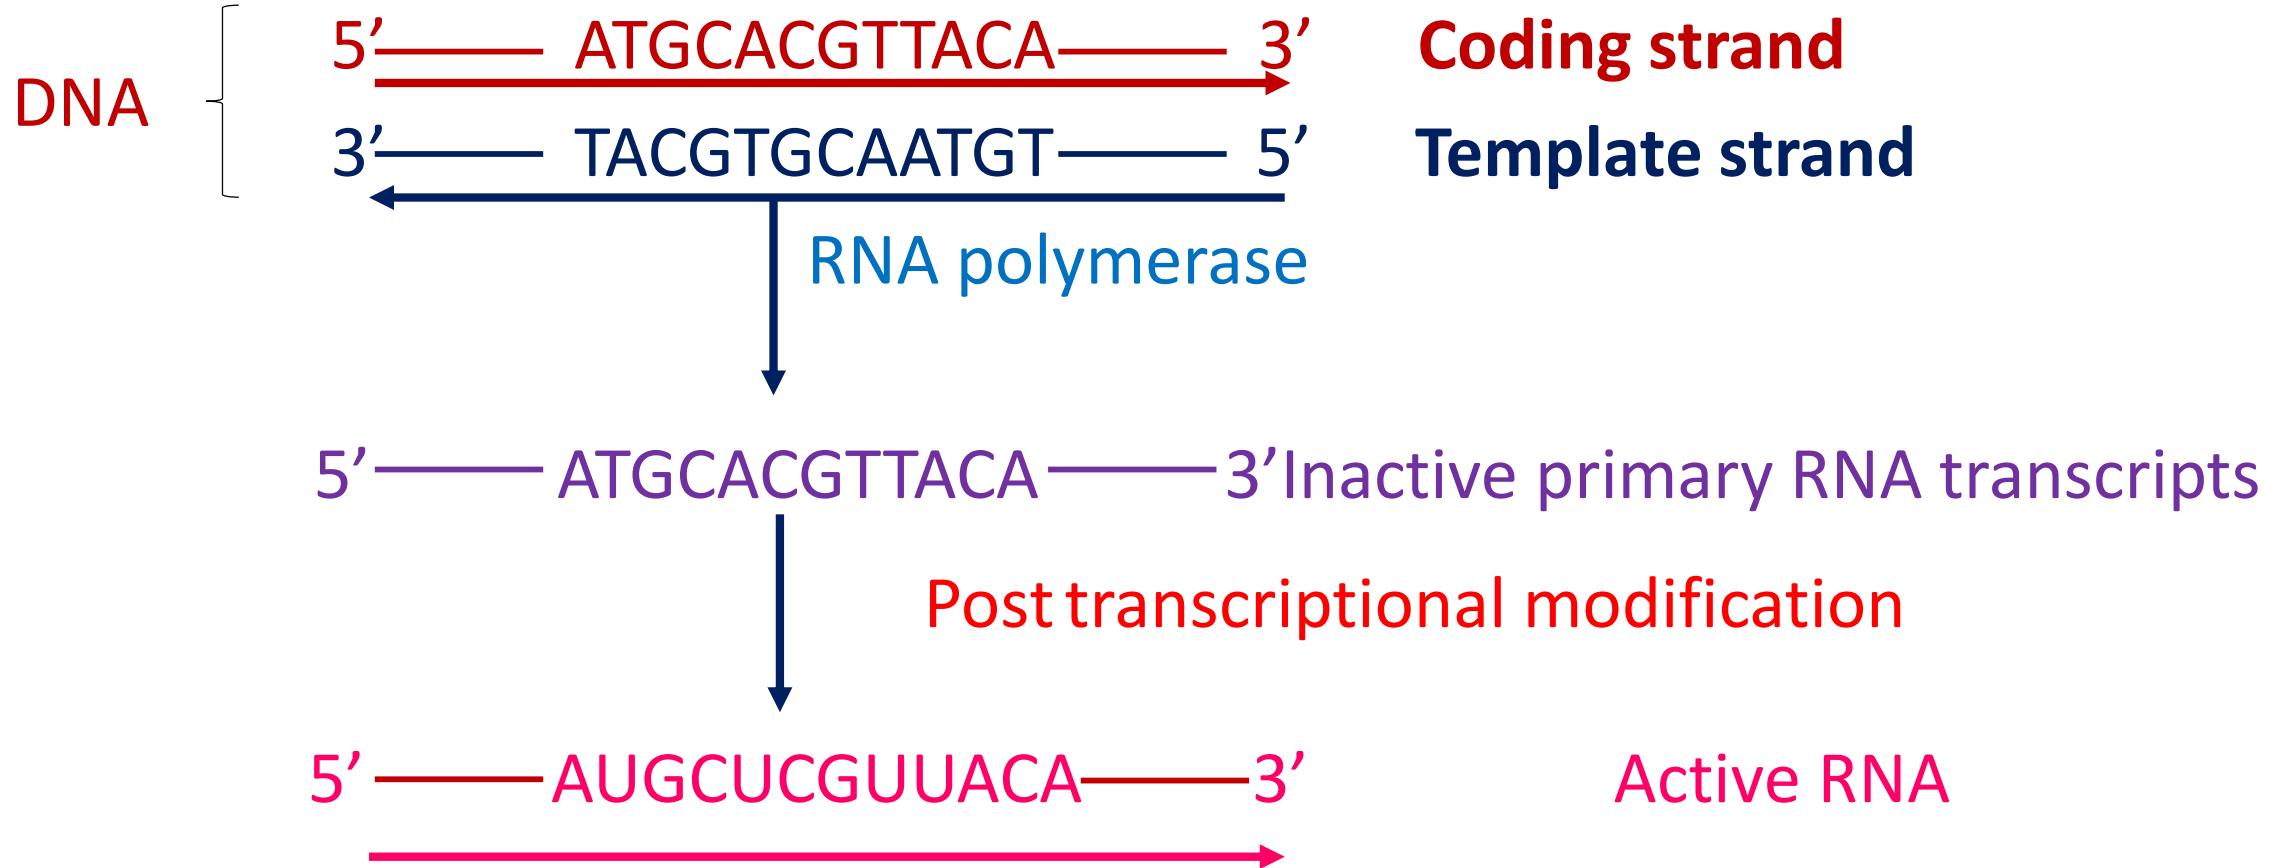 5’ ATGCACGTTACA 3’ Coding strand
DNA
3’ TACGTGCAATGT 5’ Template strand
RNA polymerase
5’ ATGCACGTTACA 3’Inactive primary RNA transcripts
Post transcriptional modification
5’ AUGCUCGUUACA 3’ Active RNA